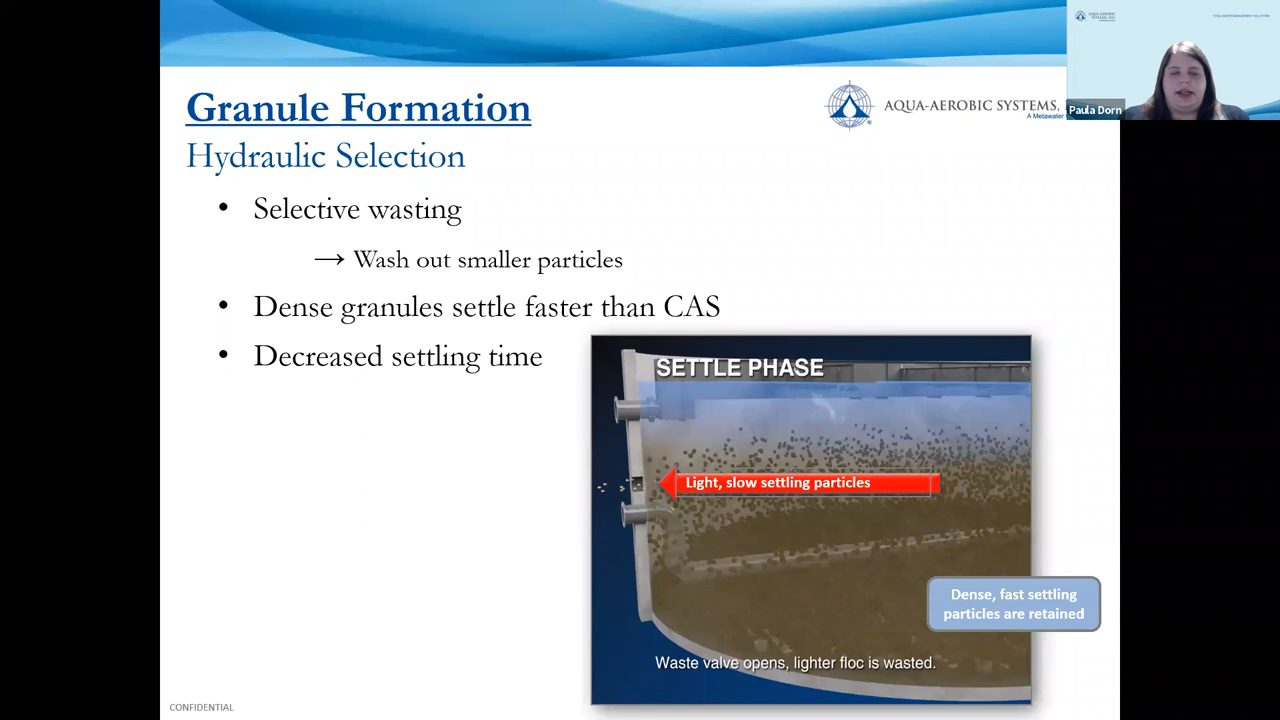 Granule Formation
Hydraulic Selection
AQUA-AEROBIC SYSTEMS,
A Metawater
Paula Dorn
• Selective wasting
→ Wash out smaller particles
• Dense granules settle faster than CAS
• Decreased settling time
SETTLE PHASE
Light, slow settling particles
Dense, fast settling
particles are retained
Waste valve opens, lighter floc is wasted.
CONFIDENTIAL